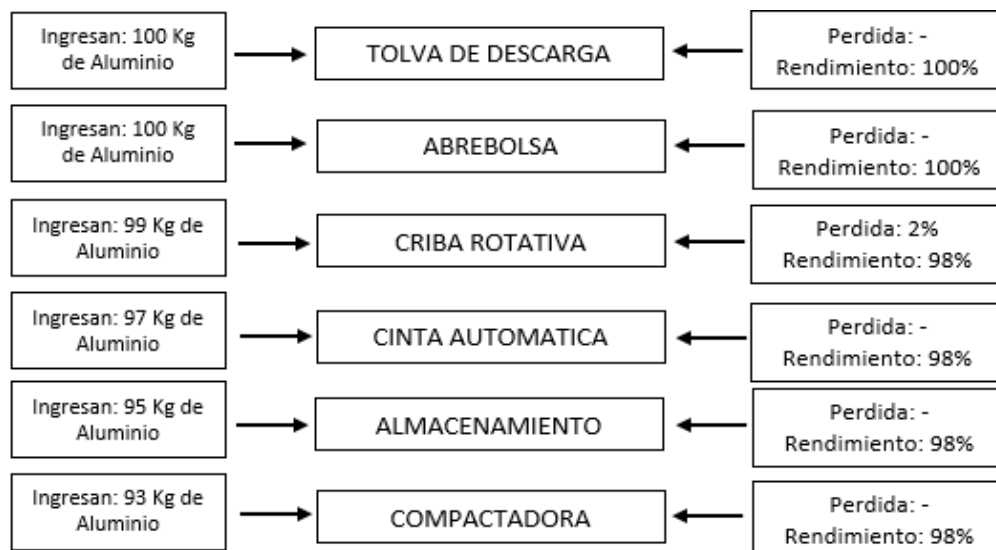 Ingresan: 100 Kg
de Aluminio
TOLVA DE DESCARGA
Perdida: -
Rendimiento: 100%
Ingresan: 100 Kg
de Aluminio
ABREBOLSA
Perdida: -
Rendimiento: 100%
Ingresan: 99 Kg de
Aluminio
CRIBA ROTATIVA
Perdida: 2%
Rendimiento: 98%
Ingresan: 97 Kg de
Aluminio
CINTA AUTOMATICA
Perdida: -
Rendimiento: 98%
Ingresan: 95 Kg de
Aluminio
ALMACENAMIENTO
Perdida: -
Rendimiento: 98%
Ingresan: 93 Kg de
Aluminio
COMPACTADORA
Perdida: -
Rendimiento: 98%